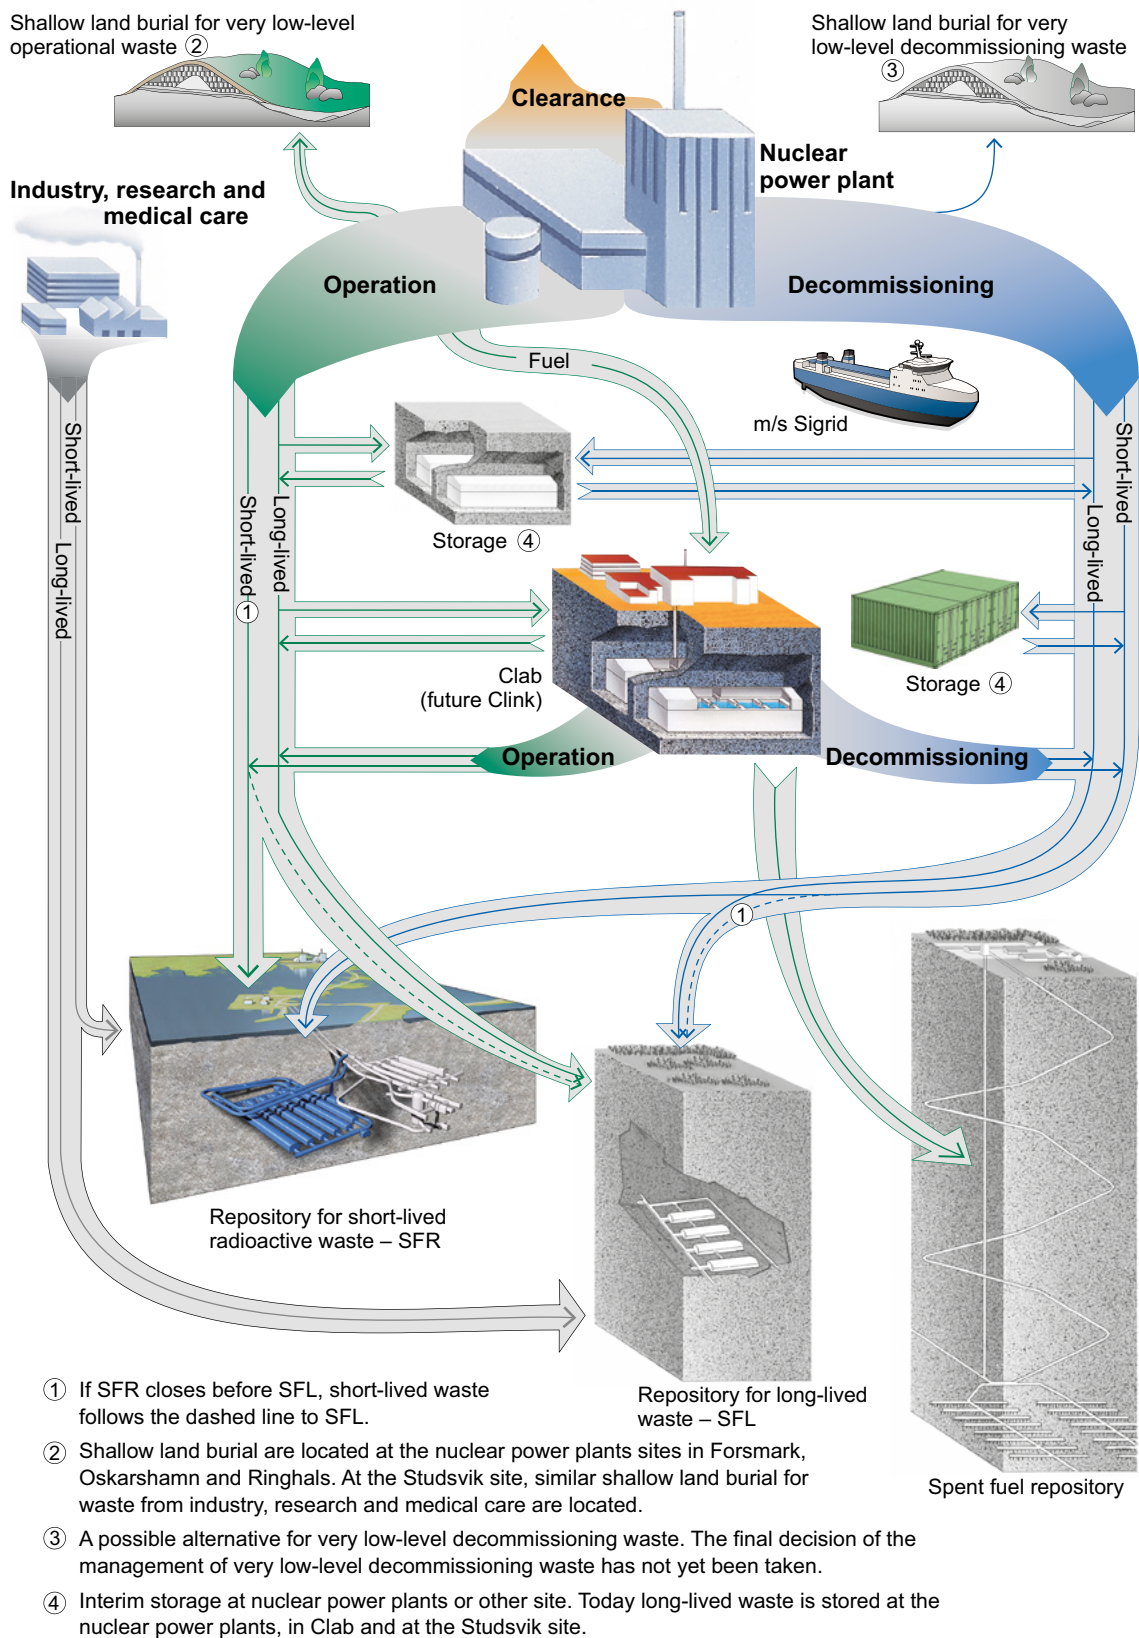 Shallow land burial for very low-level
operational waste ②
Shallow land burial for very
low-level decommissioning waste
③
Clearance
Nuclear
power plant
Industry, research and
medical care
Operation
Decommissioning
Fuel
m/s Sigrid
Short-lived
Long-lived
Short-lived
①
Long-lived
Storage ④
Long-lived
Short-lived
Clab
(future Clink)
Storage ④
Operation
Decommissioning
①
Repository for short-lived
radioactive waste – SFR
Repository for long-lived
waste – SFL
Spent fuel repository
① If SFR closes before SFL, short-lived waste
follows the dashed line to SFL.
② Shallow land burial are located at the nuclear power plants sites in Forsmark,
Oskarshamn and Ringhals. At the Studsvik site, similar shallow land burial for
waste from industry, research and medical care are located.
③ A possible alternative for very low-level decommissioning waste. The final decision of the
management of very low-level decommissioning waste has not yet been taken.
④ Interim storage at nuclear power plants or other site. Today long-lived waste is stored at the
nuclear power plants, in Clab and at the Studsvik site.